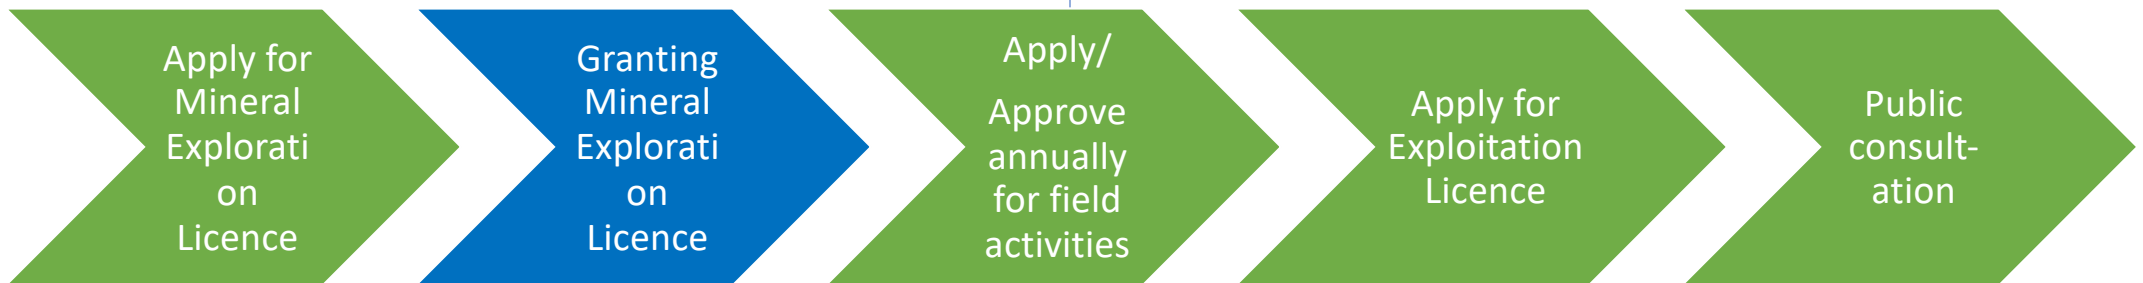 Apply for
Mineral
Explorati
on
Licence
Granting
Mineral
Explorati
on
Licence
Apply/
Approve
annually
for field
activities
Apply for
Exploitation
Licence
Public
consult-
ation